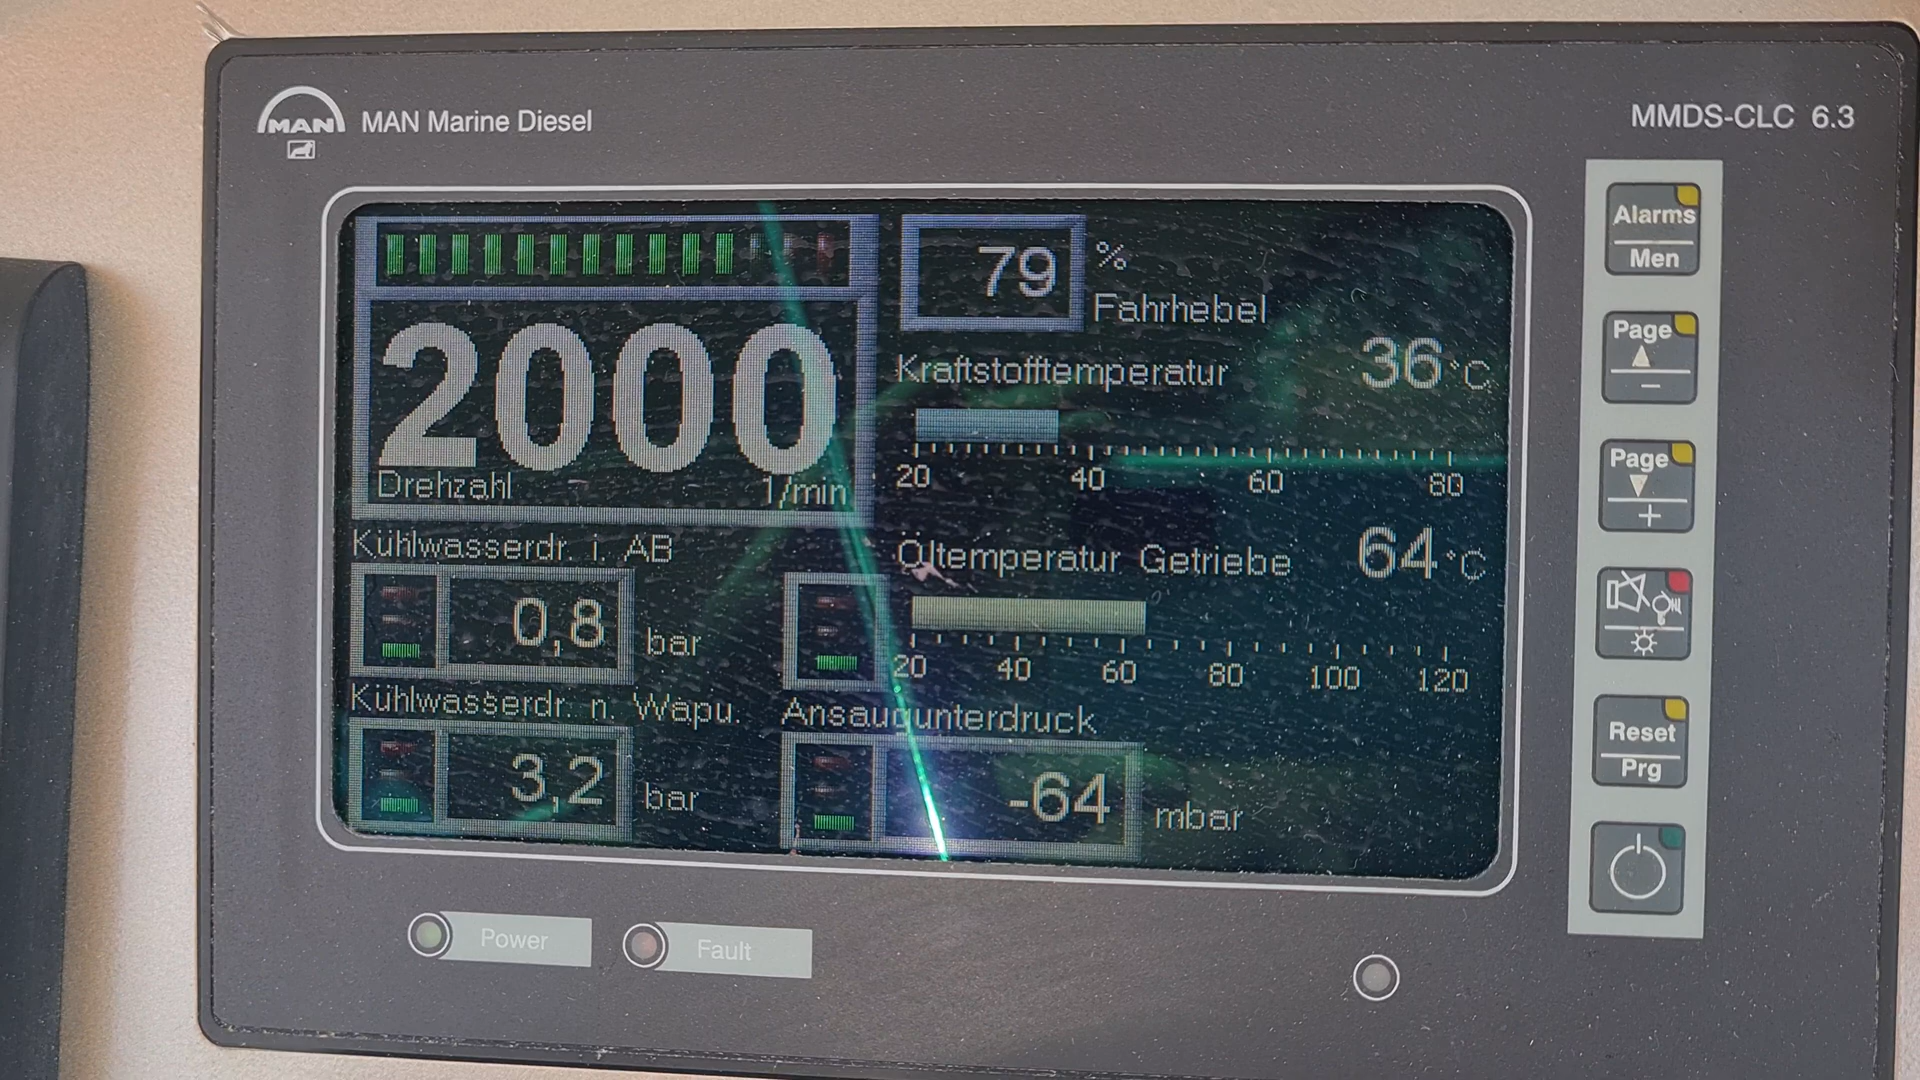 MAN
MAN Marine Diesel
MMDS-CLC 6.3
2000
Drehzahl 1/min
79 %
Fahrhebel
Kraftstofftemperatur 36 °C
20 40 60 80
Öltemperatur Getriebe 64 °C
20 40 60 80 100 120
Kühlwasserdr. i. AB
0,8 bar
Kühlwasserdr. n. Wapu.
3,2 bar
Ansaugunterdruck
-64 mbar
Alarms
Men
Page
−
Page
+
Reset
Prg
Power
Fault